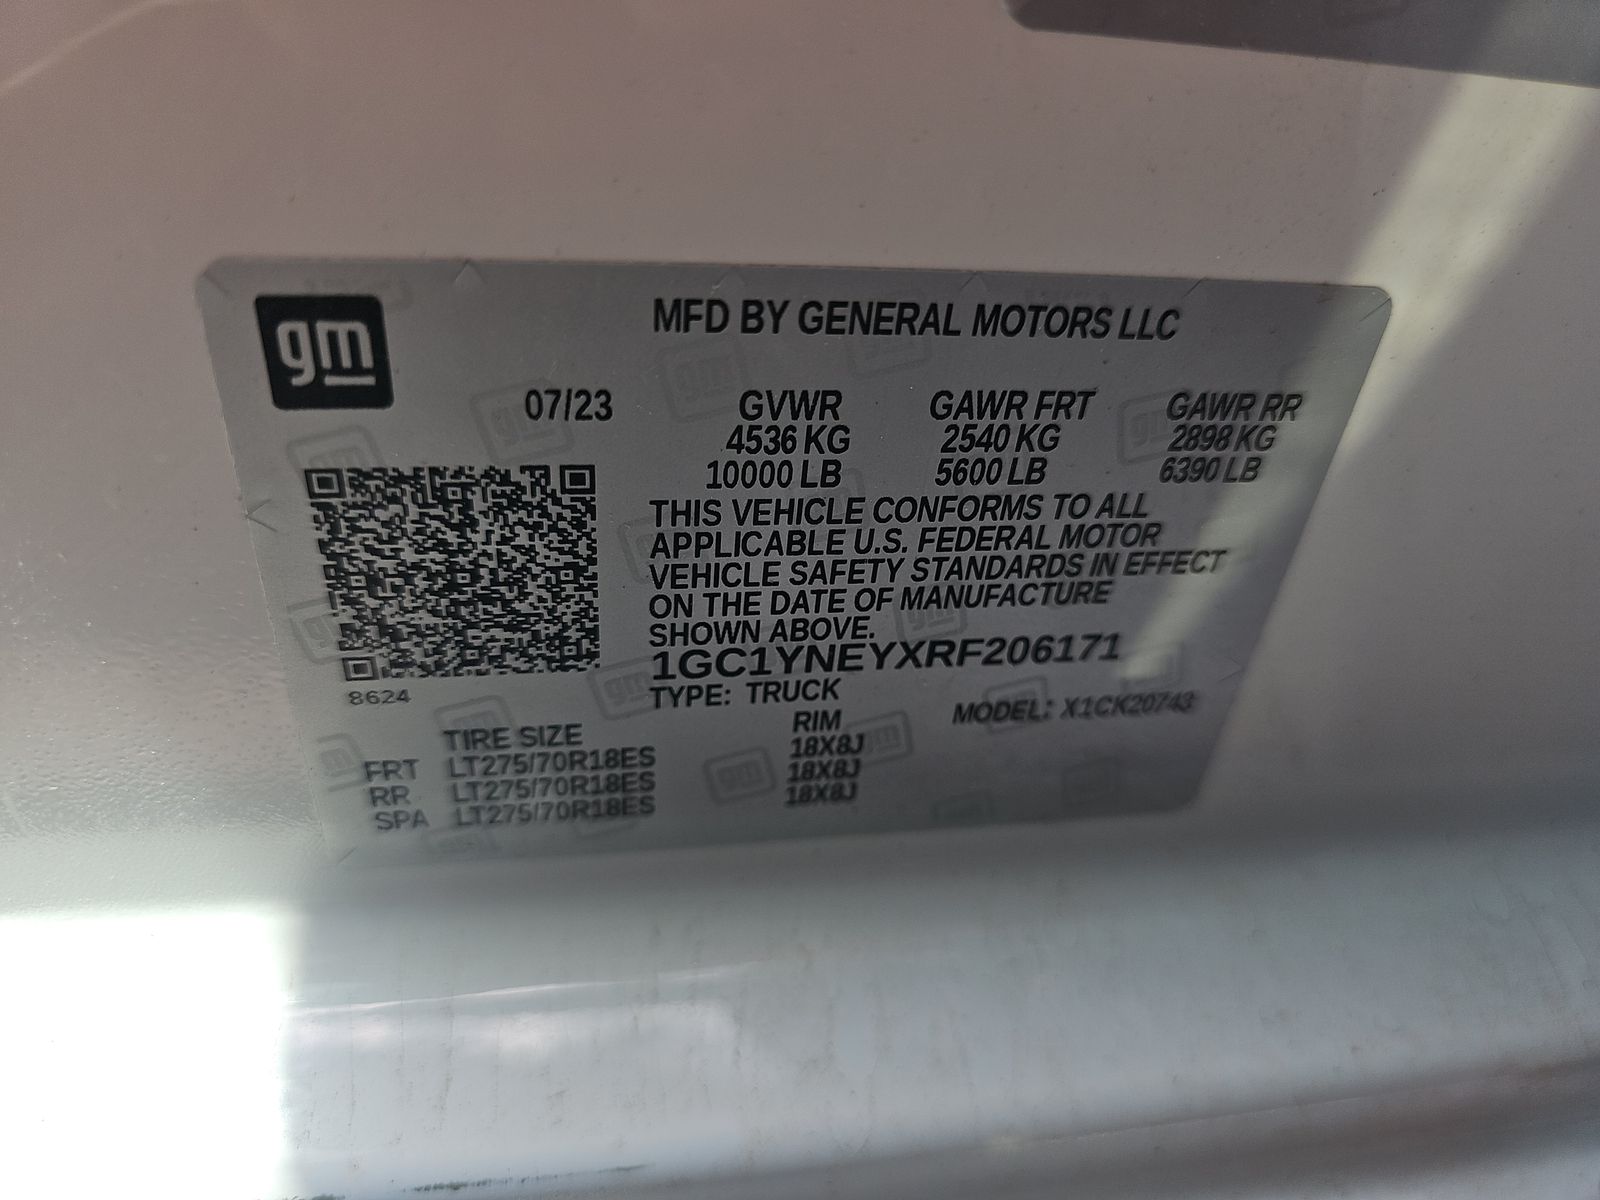 gm
MFD BY GENERAL MOTORS LLC
07/23 GVWR GAWR FRT GAWR RR
4536 KG 2540 KG 2898 KG
10000 LB 5600 LB 6390 LB
THIS VEHICLE CONFORMS TO ALL
APPLICABLE U.S. FEDERAL MOTOR
VEHICLE SAFETY STANDARDS IN EFFECT
ON THE DATE OF MANUFACTURE
SHOWN ABOVE.
1GC1YNEYXRF206171
8624
TYPE: TRUCK MODEL: X1CK20743
TIRE SIZE RIM
FRT LT275/70R18ES 18X8J
RR LT275/70R18ES 18X8J
SPA LT275/70R18ES 18X8J